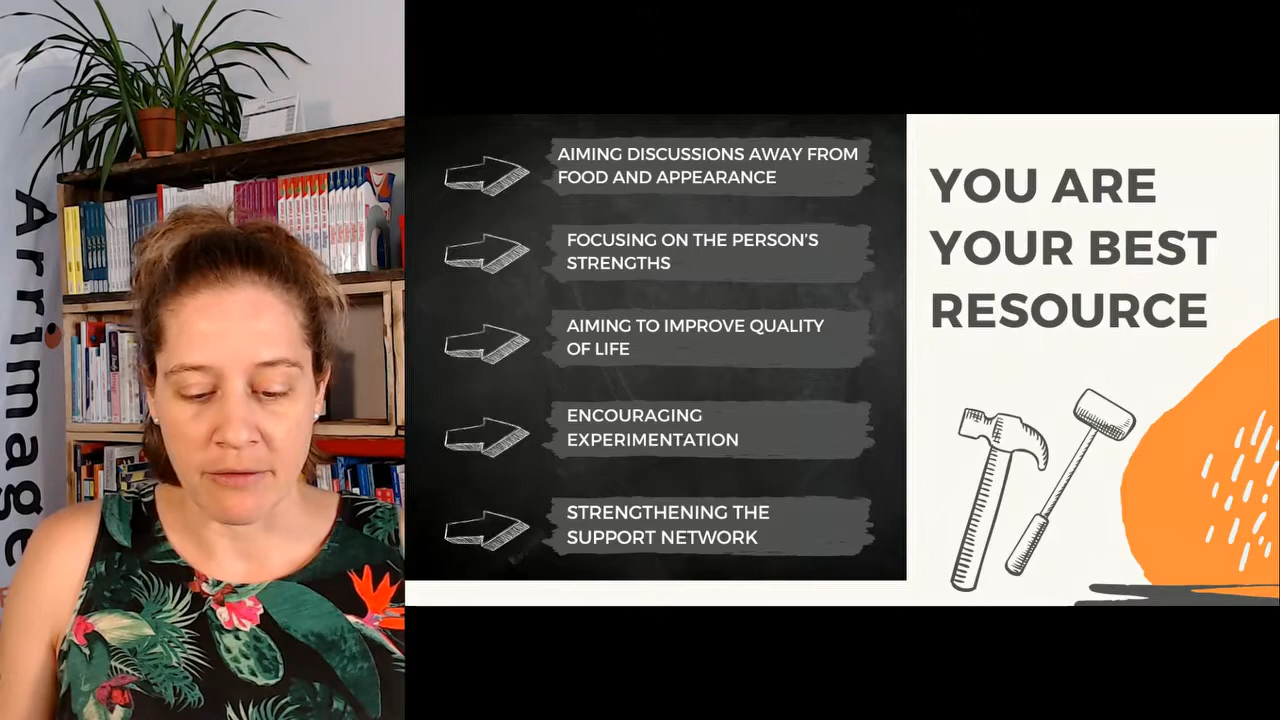 Arrimage
AIMING DISCUSSIONS AWAY FROM
FOOD AND APPEARANCE
FOCUSING ON THE PERSON'S
STRENGTHS
AIMING TO IMPROVE QUALITY
OF LIFE
ENCOURAGING
EXPERIMENTATION
STRENGTHENING THE
SUPPORT NETWORK
YOU ARE
YOUR BEST
RESOURCE